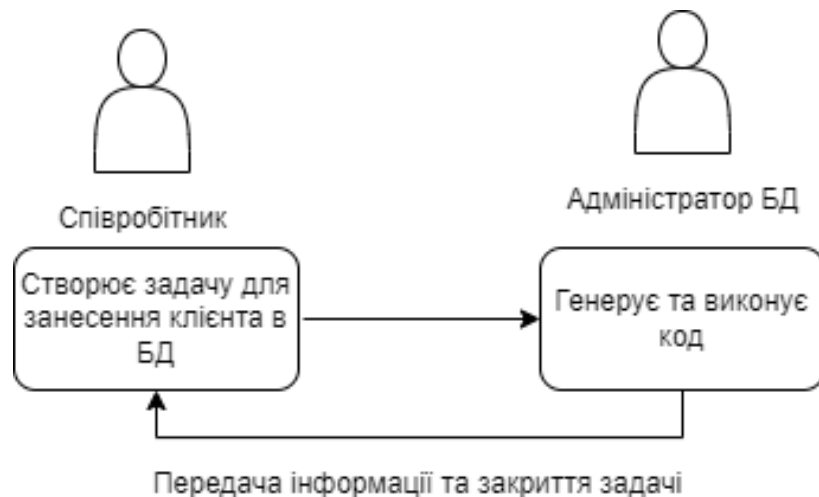 Співробітник
Адміністратор БД
Створює задачу для
занесення клієнта в
БД
Генерує та виконує
код
Передача інформації та закриття задачі